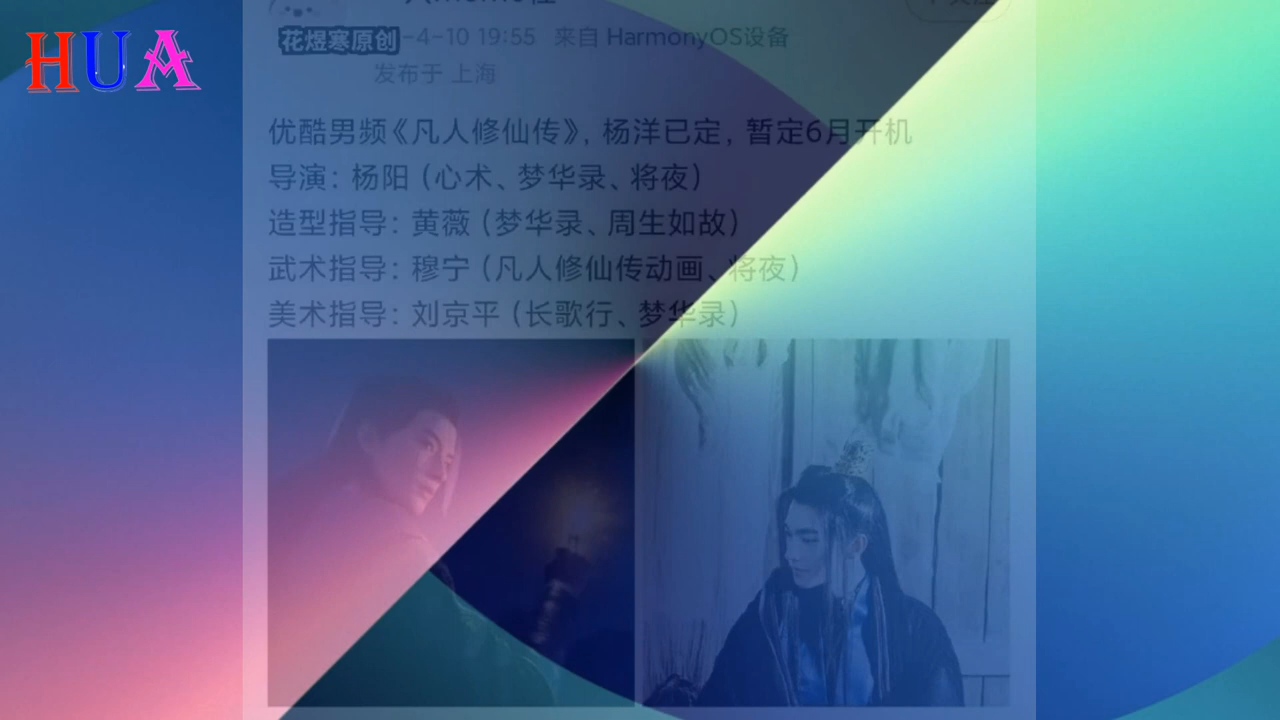 HUA
花煜寒原创-4-10 19:55 来自 HarmonyOS设备
发布于 上海
优酷男频《凡人修仙传》, 杨洋已定, 暂定6月开机
导演: 杨阳 (心术、梦华录、将夜)
造型指导: 黄薇 (梦华录、周生如故)
武术指导: 穆宁 (凡人修仙传动画、将夜)
美术指导: 刘京平 (长歌行、梦华录)